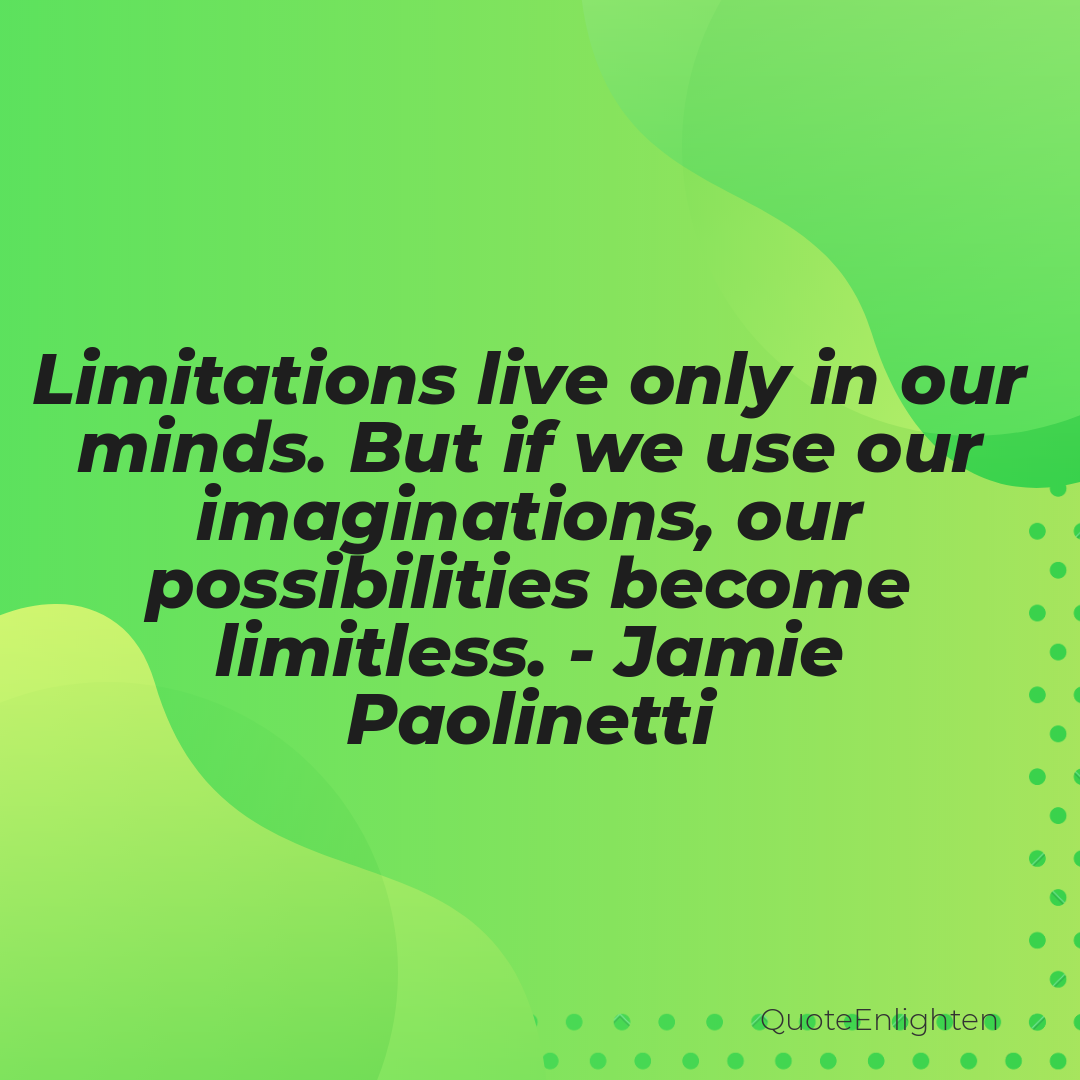 Limitations live only in our
minds. But if we use our
imaginations, our
possibilities become
limitless. - Jamie
Paolinetti
QuoteEnlighten